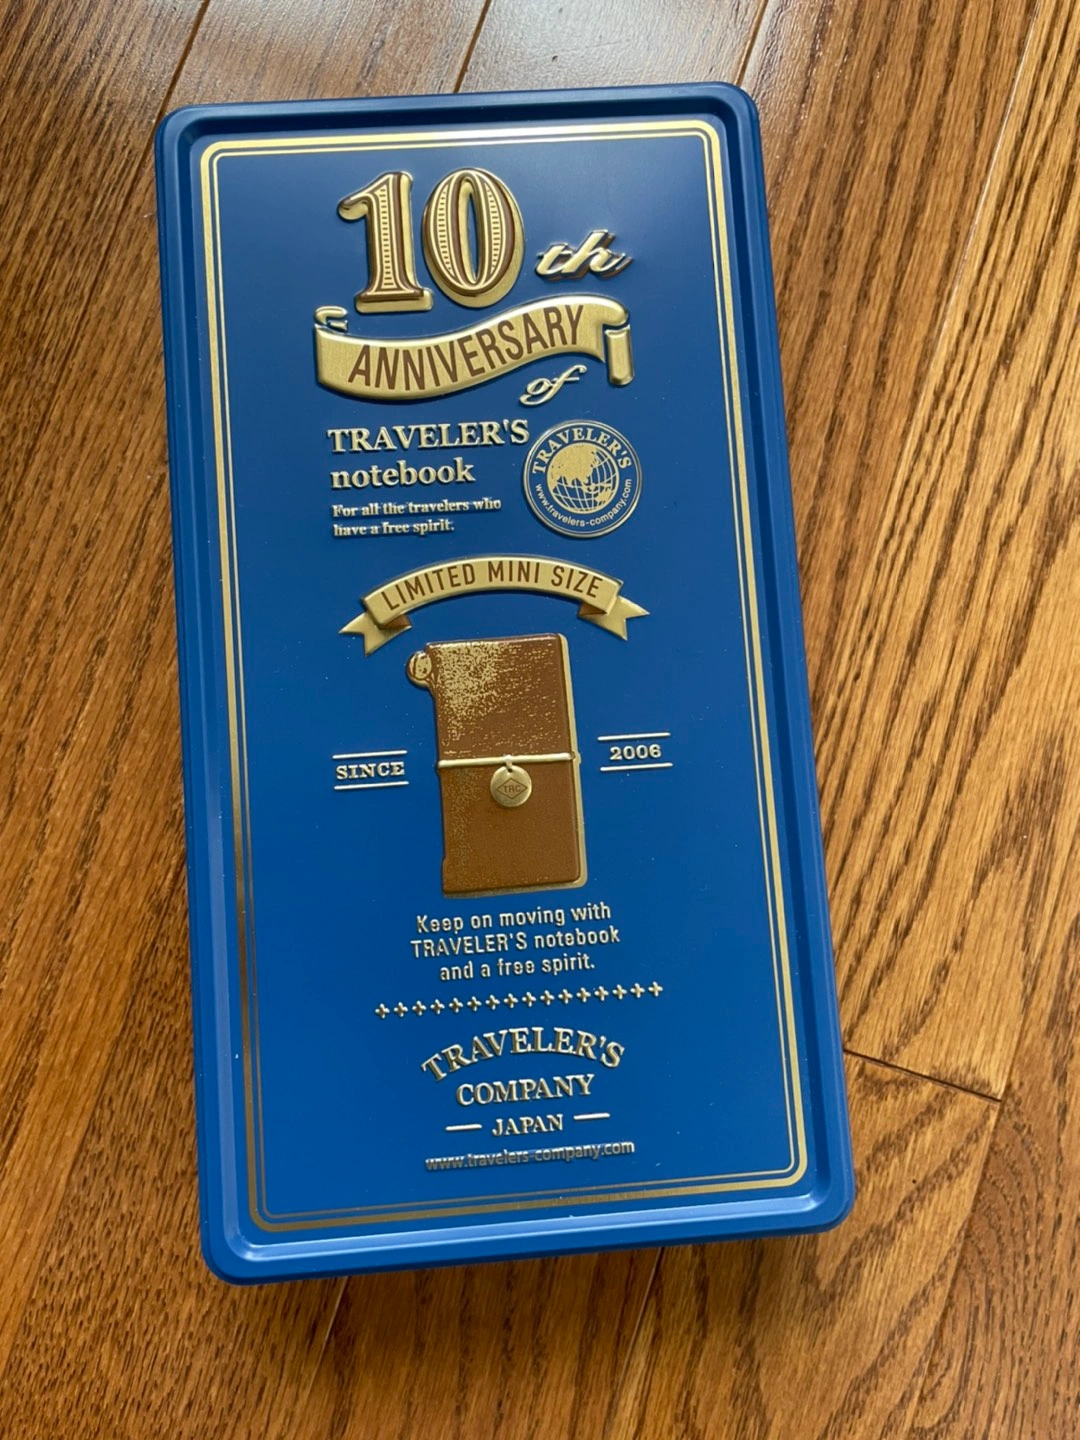 10th
ANNIVERSARY
of
TRAVELER'S
notebook
For all the travelers who
have a free spirit.
TRAVELER'S
www.travelers-company.com
LIMITED MINI SIZE
SINCE
2006
TRC
Keep on moving with
TRAVELER'S notebook
and a free spirit.
TRAVELER'S
COMPANY
JAPAN
www.travelers-company.com